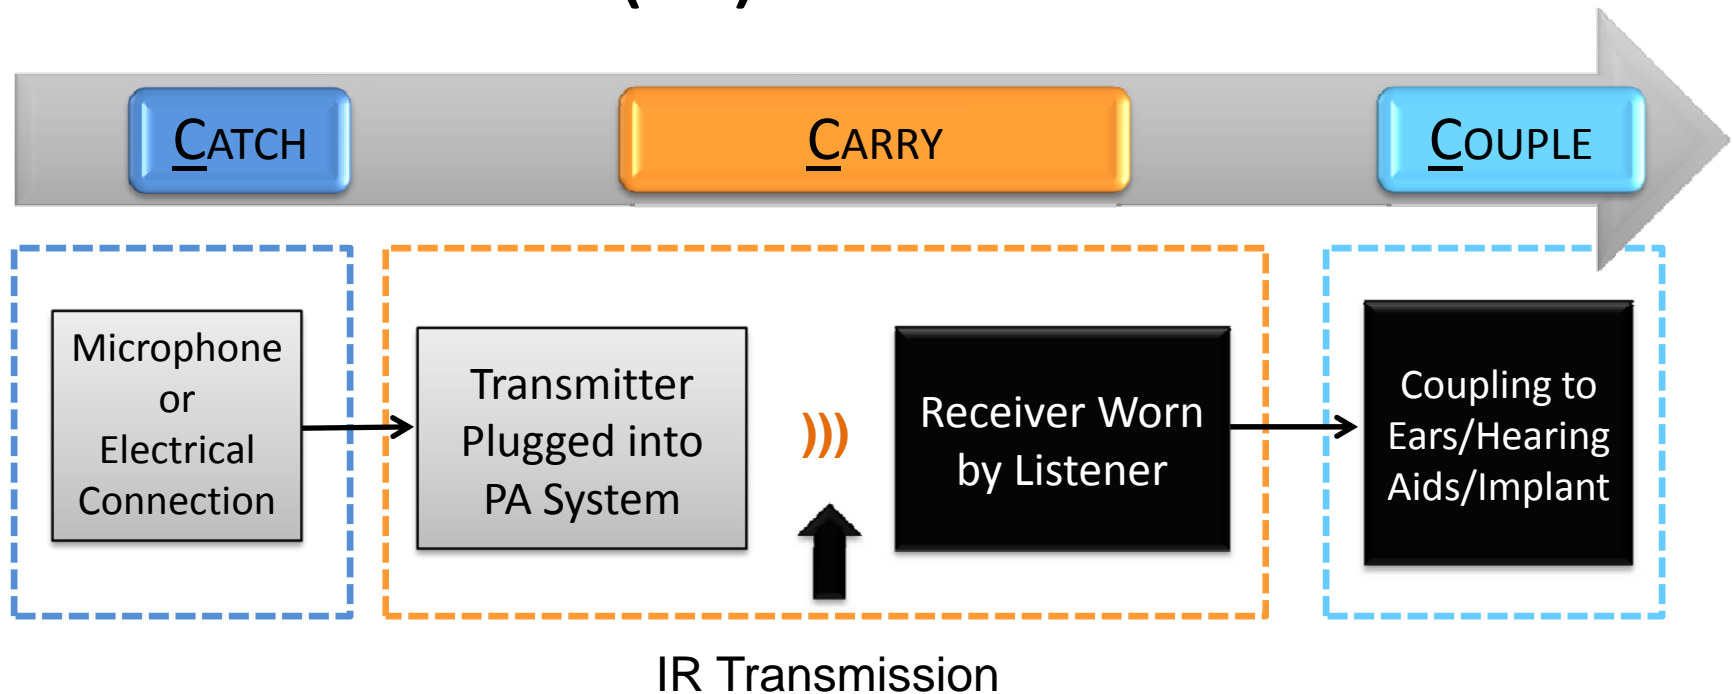 CATCH
CARRY
COUPLE
Microphone
or
Electrical
Connection
Transmitter
Plugged into
PA System
)))
Receiver Worn
by Listener
Coupling to
Ears/Hearing
Aids/Implant
IR Transmission